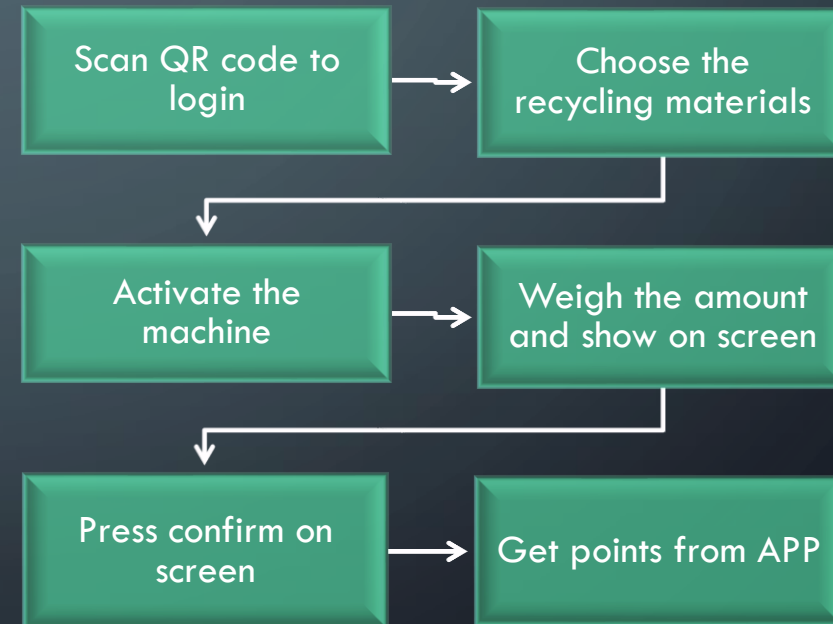 Scan QR code to
login
Choose the
recycling materials
Activate the
machine
Weigh the amount
and show on screen
Press confirm on
screen
Get points from APP